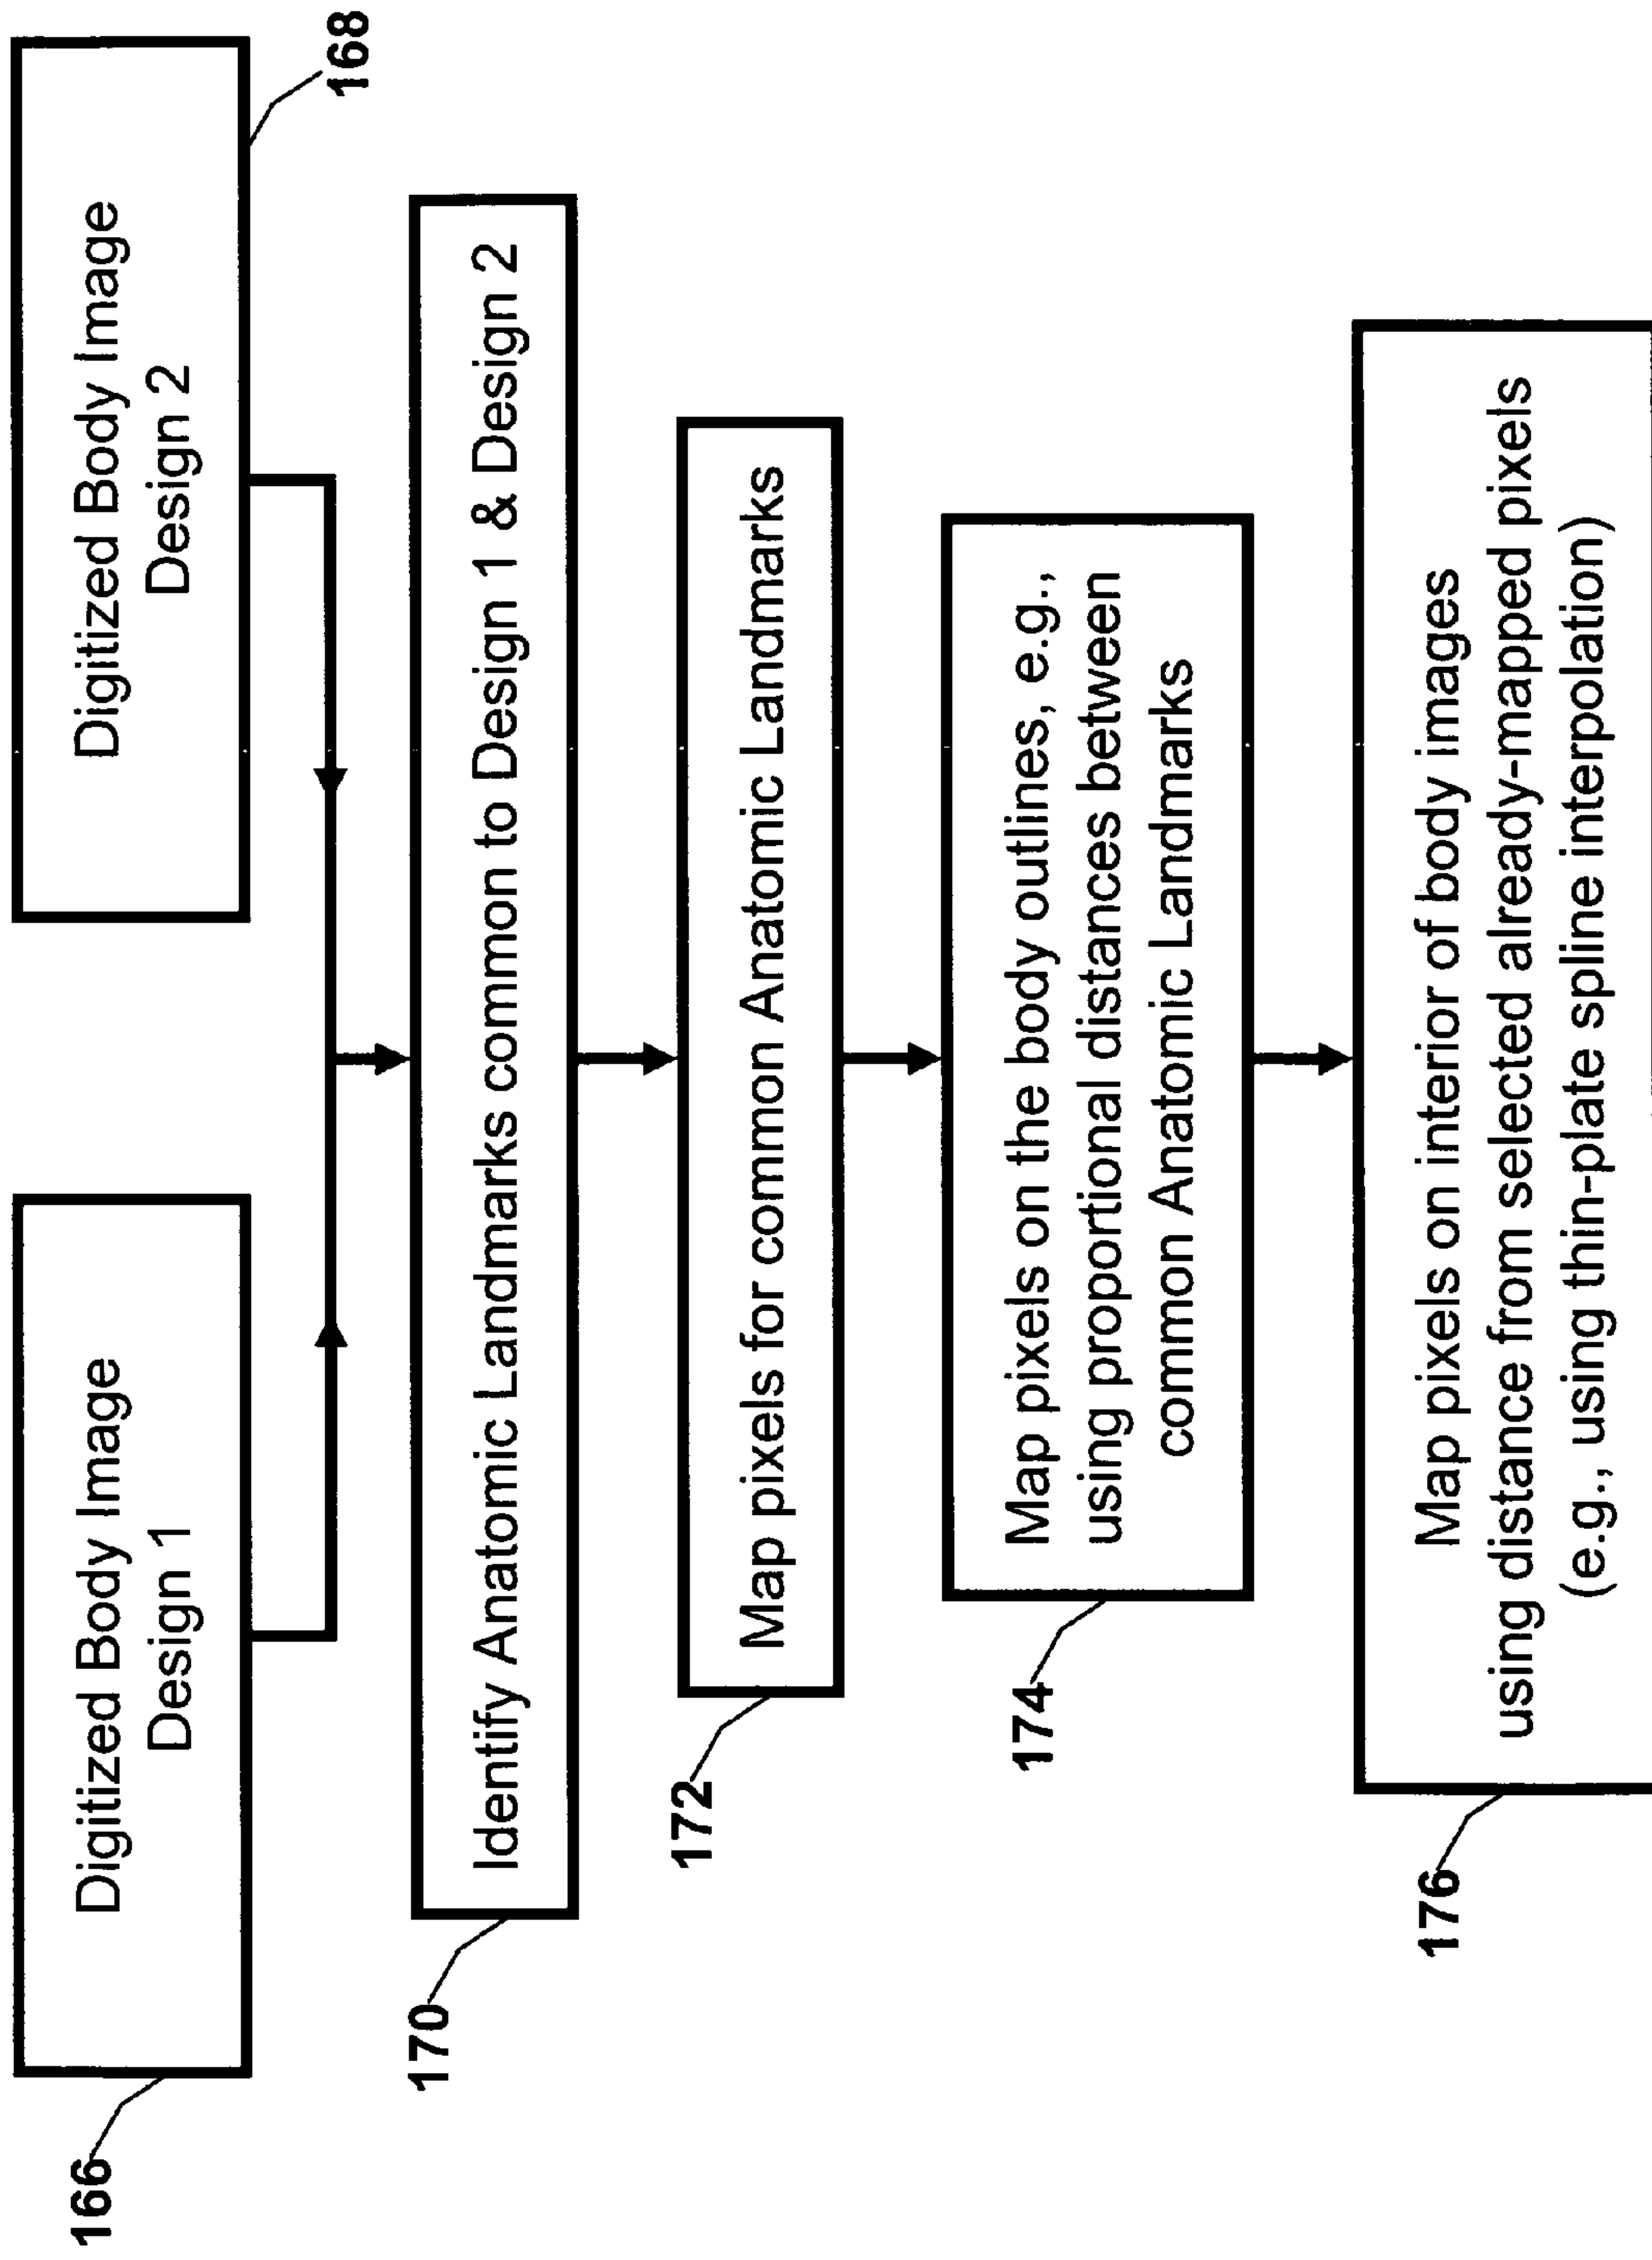 166
Digitized Body Image
Design 1
Digitized Body Image
Design 2
168
170
Identify Anatomic Landmarks common to Design 1 & Design 2
172
Map pixels for common Anatomic Landmarks
174
Map pixels on the body outlines, e.g.,
using proportional distances between
common Anatomic Landmarks
176
Map pixels on interior of body images
using distance from selected already-mapped pixels
(e.g., using thin-plate spline interpolation)